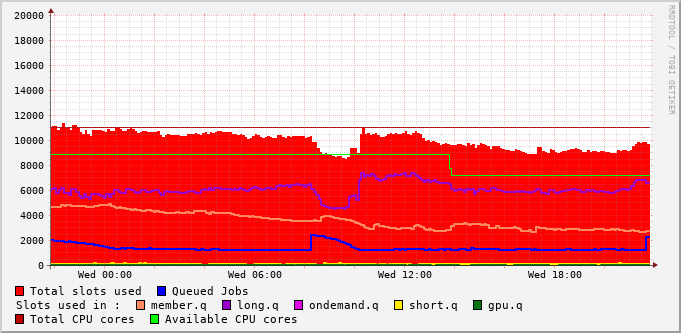 RRDTOOL / TOBI OETIKER
20000
18000
16000
14000
12000
10000
8000
6000
4000
2000
0
Wed 00:00 Wed 06:00 Wed 12:00 Wed 18:00
Total slots used Queued Jobs
Slots used in : member.q long.q ondemand.q short.q gpu.q
Total CPU cores Available CPU cores